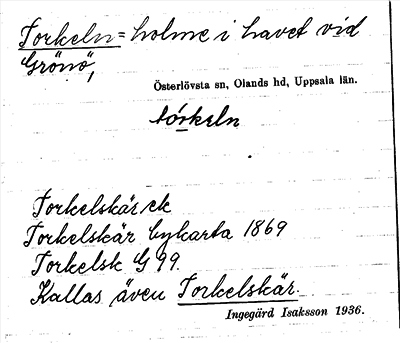 Torkeln = holme i havet vid
Grönö,
Österlövsta sn, Olands hd, Uppsala län.
tórkeln
Torkelskär ek
Torkelskär bykarta 1869
Torkelsk G 99.
Kallas även Torkelskär.
Ingegärd Isaksson 1936.